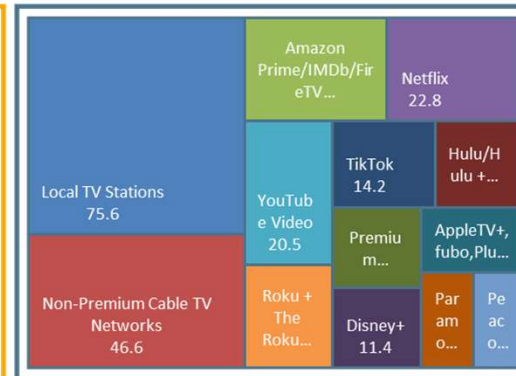 Local TV Stations
75.6
Non-Premium Cable TV
Networks
46.6
Amazon
Prime/IMDb/Fir
eTV…
Netflix
22.8
YouTub
e Video
20.5
TikTok
14.2
Hulu/H
ulu +…
Premiu
m…
AppleTV+,
fubo,Plu…
Roku +
The
Roku…
Disney+
11.4
Par
am
o…
Pe
ac
o…